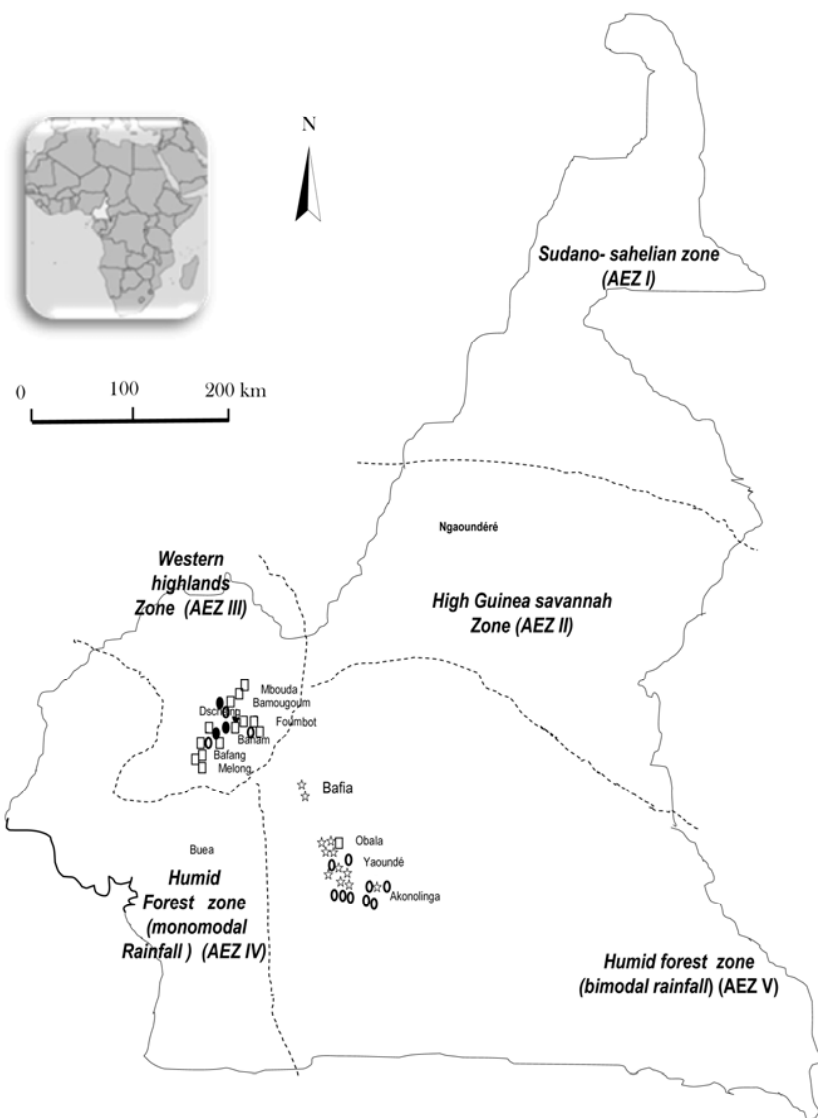 N
Sudano- sahelian zone
(AEZ I)
0
100
200 km
Ngaoundéré
Western
highlands
Zone (AEZ III)
High Guinea savannah
Zone (AEZ II)
Mbouda
Bamougoum
Dschang
Foumbot
Baham
Bafang
Melong
Bafia
Obala
Buea
Yaoundé
Humid
Forest zone
(monomodal
Rainfall ) (AEZ IV)
Akonolinga
Humid forest zone
(bimodal rainfall) (AEZ V)